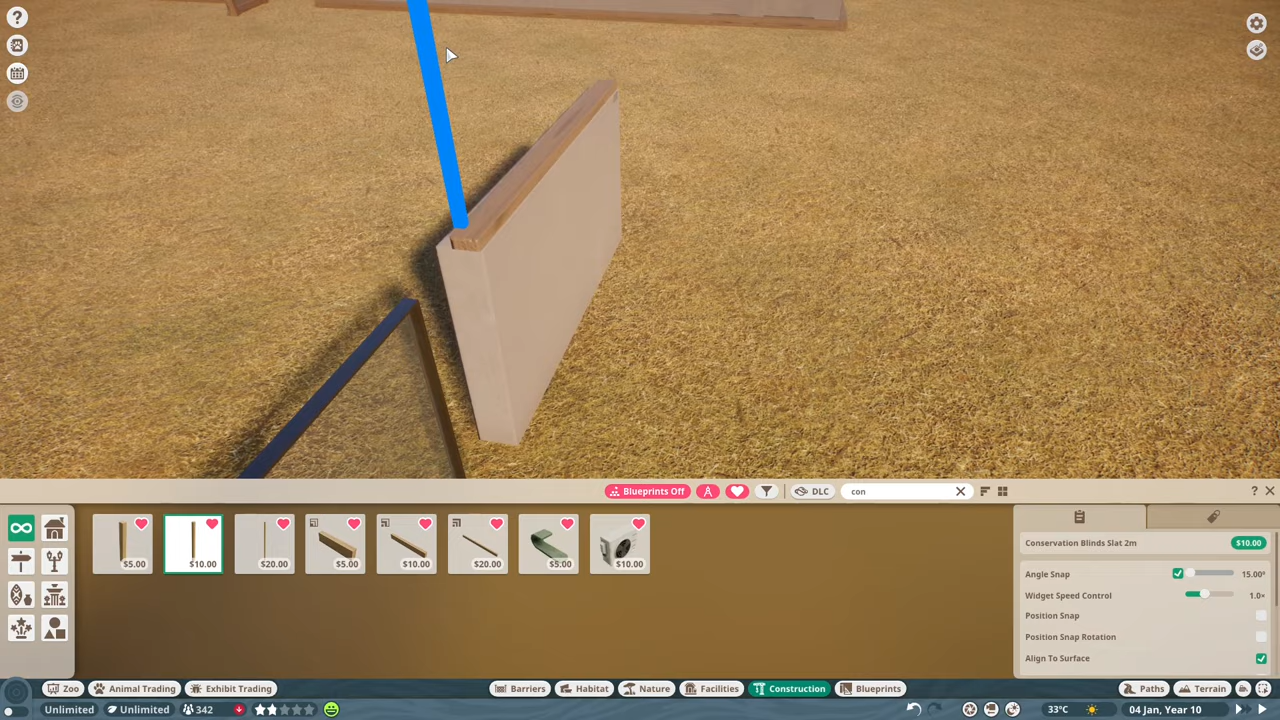 ?
Blueprints Off
DLC
con
?
$5.00
$10.00
$20.00
$5.00
$10.00
$20.00
$5.00
$10.00
Conservation Blinds Slat 2m
$10.00
Angle Snap
15.00°
Widget Speed Control
1.0×
Position Snap
Position Snap Rotation
Align To Surface
Zoo
Animal Trading
Exhibit Trading
Barriers
Habitat
Nature
Facilities
Construction
Blueprints
Paths
Terrain
Unlimited
Unlimited
342
33°C
04 Jan, Year 10